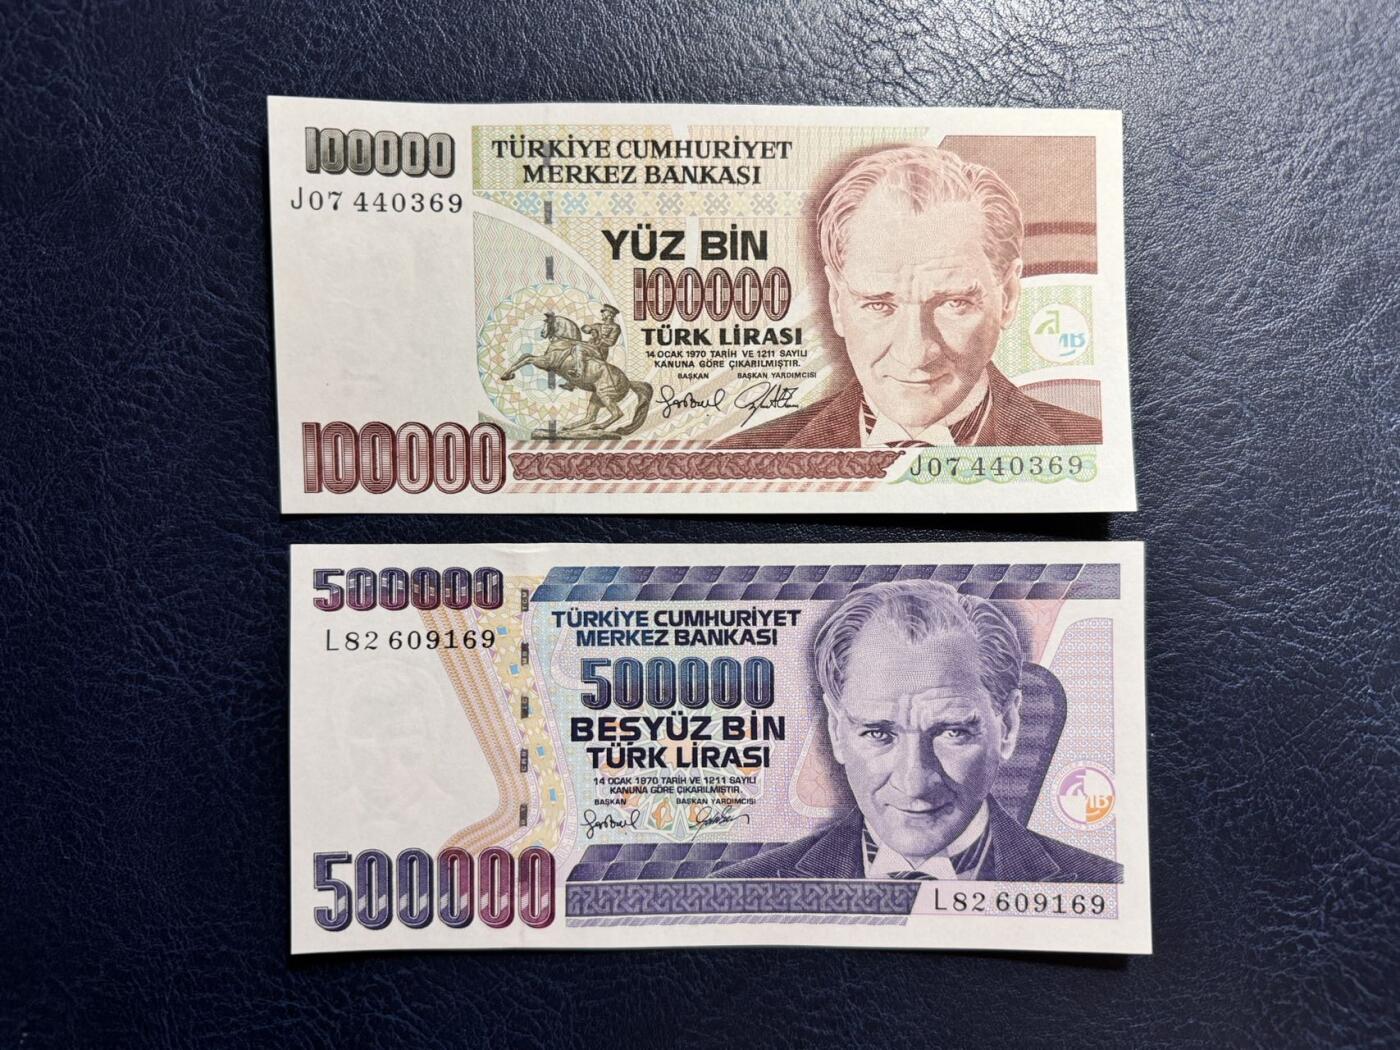 100000
J07 440369
TÜRKİYE CUMHURİYET
MERKEZ BANKASI
YÜZ BİN
100000
TÜRK LİRASI
14 OCAK 1970 TARİH VE 1211 SAYILI
KANUNA GÖRE ÇIKARILMIŞTIR.
BAŞKAN BAŞKAN YARDIMCISI
100000
J07 440369
500000
L82 609169
TÜRKİYE CUMHURİYET
MERKEZ BANKASI
500000
BEŞYÜZ BİN
TÜRK LİRASI
14 OCAK 1970 TARİH VE 1211 SAYILI
KANUNA GÖRE ÇIKARILMIŞTIR.
BAŞKAN BAŞKAN YARDIMCISI
500000
L82 609169